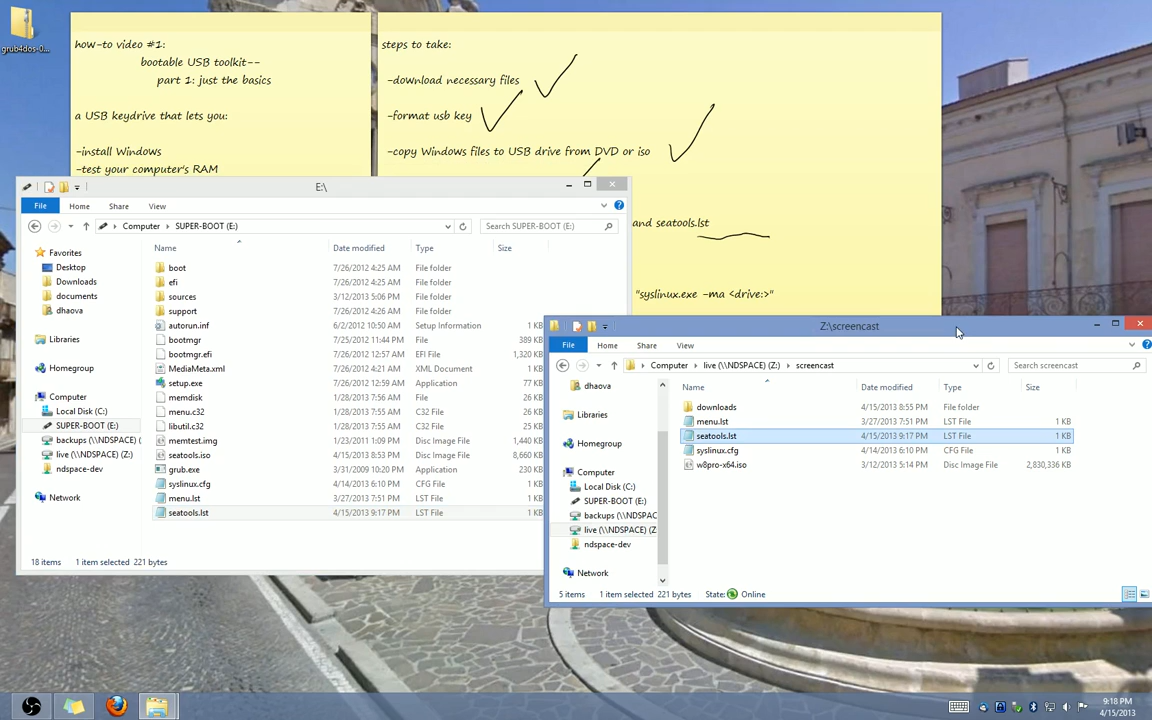 grub4dos-0...
how-to video #1:
bootable USB toolkit--
part 1: just the basics
a USB keydrive that lets you:
-install Windows
-test your computer's RAM
steps to take:
-download necessary files
-format usb key
-copy Windows files to USB drive from DVD or iso
and seatools.lst
"syslinux.exe -ma <drive:>"
E:\
File Home Share View
Computer SUPER-BOOT (E:) Search SUPER-BOOT (E:)
Favorites
Desktop
Downloads
documents
dhaova
Libraries
Homegroup
Computer
Local Disk (C:)
SUPER-BOOT (E:)
backups (\\NDSPACE) (
live (\\NDSPACE) (Z:)
ndspace-dev
Network
Name Date modified Type Size
boot 7/26/2012 4:25 AM File folder
efi 7/26/2012 4:25 AM File folder
sources 3/12/2013 5:06 PM File folder
support 7/26/2012 4:26 AM File folder
autorun.inf 6/2/2012 10:50 AM Setup Information 1 KB
bootmgr 7/25/2012 11:44 PM File 389 KB
bootmgr.efi 7/26/2012 12:57 AM EFI File 1,320 KB
MediaMeta.xml 7/26/2012 4:21 AM XML Document 1 KB
setup.exe 7/26/2012 12:59 AM Application 77 KB
memdisk 1/28/2013 7:56 AM File 26 KB
menu.c32 1/28/2013 7:55 AM C32 File 26 KB
libutil.c32 1/28/2013 7:55 AM C32 File 25 KB
memtest.img 1/23/2011 1:09 PM Disc Image File 1,440 KB
seatools.iso 4/15/2013 8:53 PM Disc Image File 8,660 KB
grub.exe 3/31/2009 10:20 PM Application 230 KB
syslinux.cfg 4/14/2013 6:10 PM CFG File 1 KB
menu.lst 3/27/2013 7:51 PM LST File 1 KB
seatools.lst 4/15/2013 9:17 PM LST File 1 KB
18 items 1 item selected 221 bytes
Z:\screencast
File Home Share View
Computer live (\\NDSPACE) (Z:) screencast Search screencast
dhaova
Libraries
Homegroup
Computer
Local Disk (C:)
SUPER-BOOT (E:)
backups (\\NDSPAC
live (\\NDSPACE) (Z
ndspace-dev
Network
Name Date modified Type Size
downloads 4/15/2013 8:55 PM File folder
menu.lst 3/27/2013 7:51 PM LST File 1 KB
seatools.lst 4/15/2013 9:17 PM LST File 1 KB
syslinux.cfg 4/14/2013 6:10 PM CFG File 1 KB
w8pro-x64.iso 3/12/2013 5:14 PM Disc Image File 2,830,336 KB
5 items 1 item selected 221 bytes State: Online
9:18 PM
4/15/2013